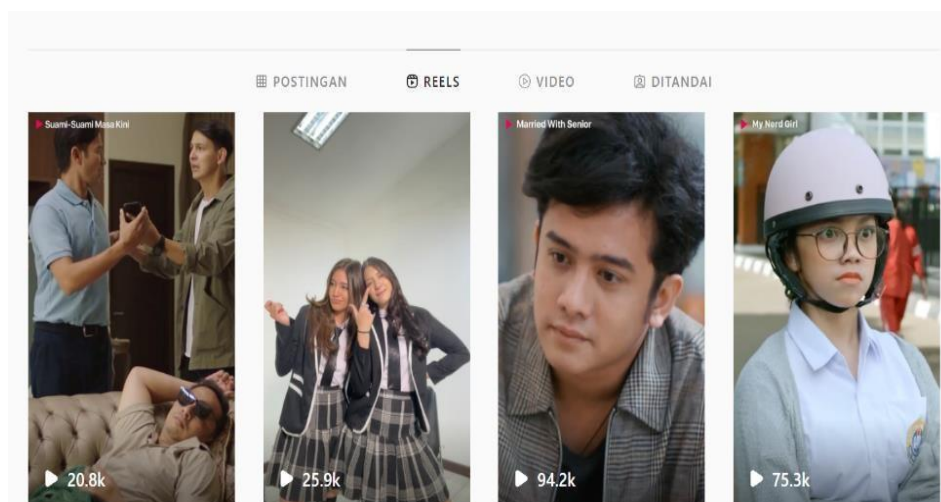 POSTINGAN
REELS
VIDEO
DITANDAI
Suami-Suami Masa Kini
Married With Senior
My Nerd Girl
20.8k
25.9k
94.2k
75.3k